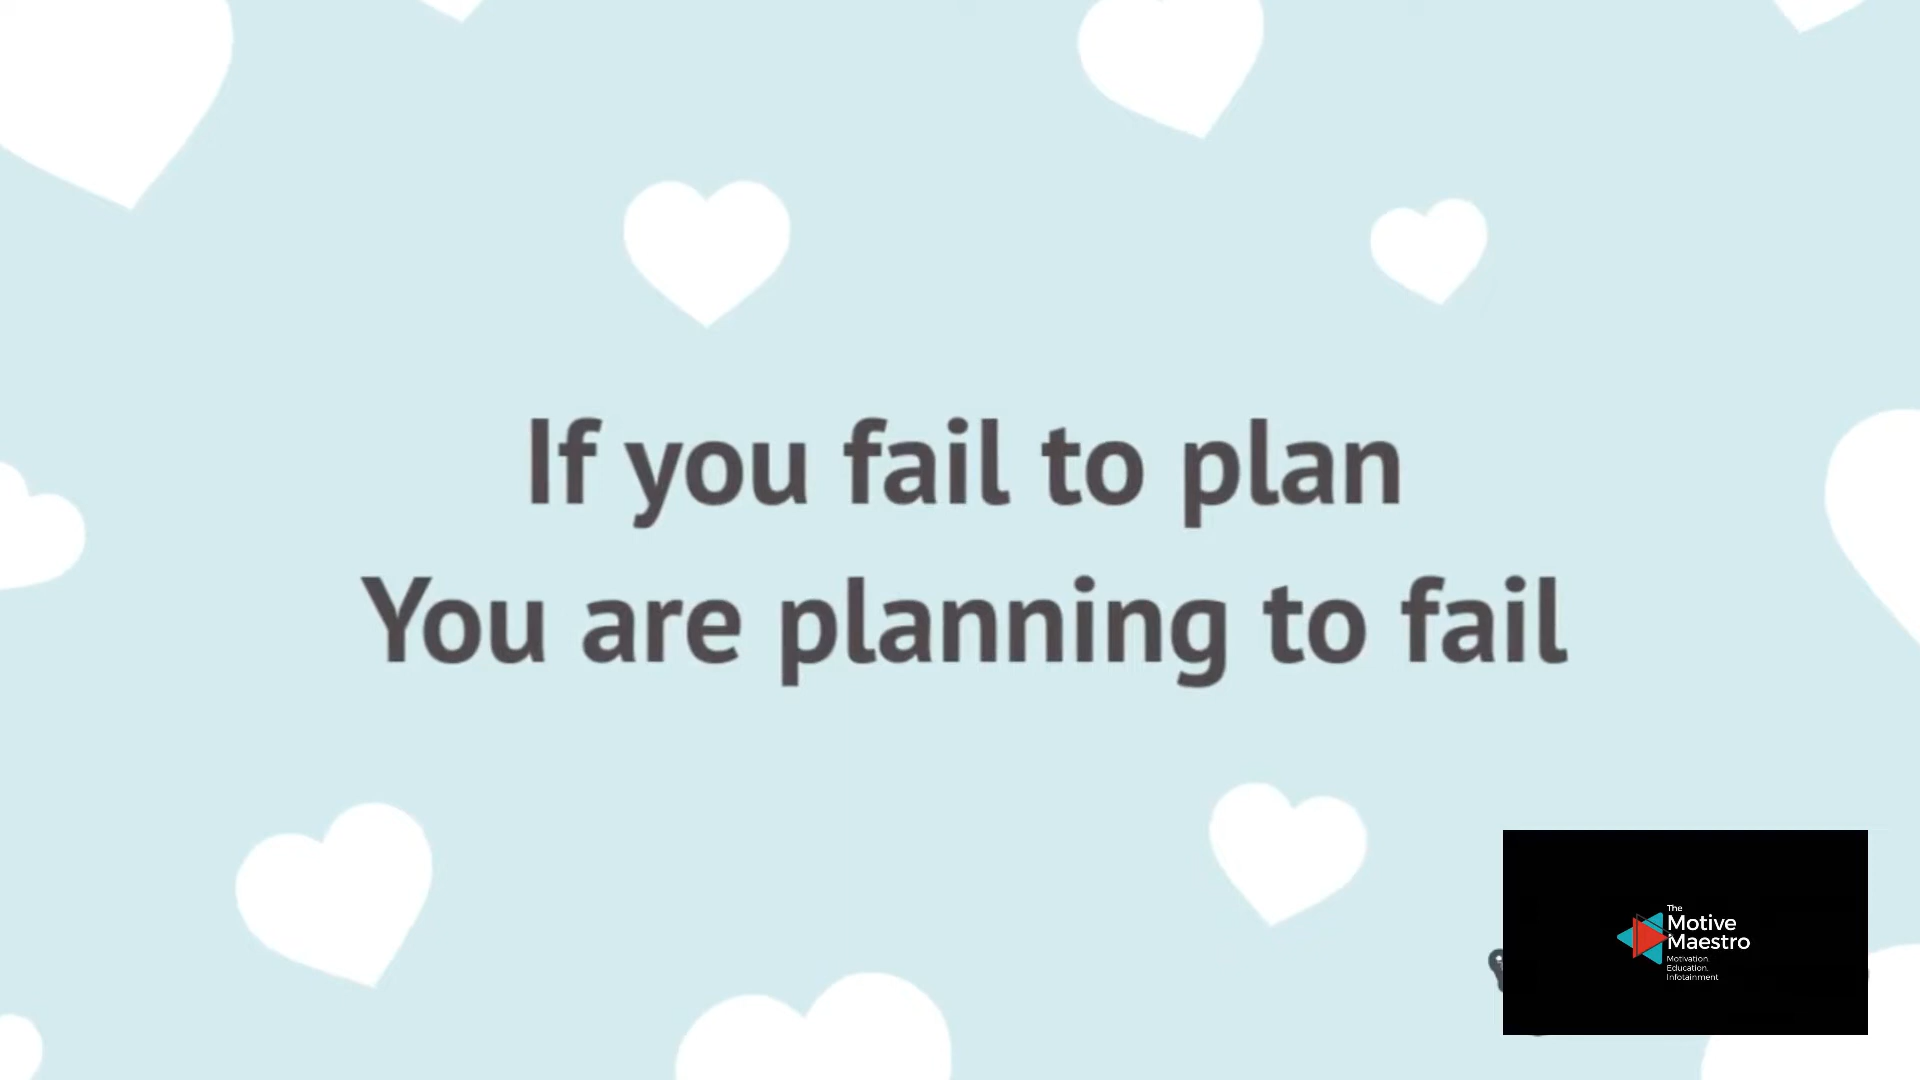 If you fail to plan
You are planning to fail
The
Motive
Maestro
Motivation.
Education.
Infotainment